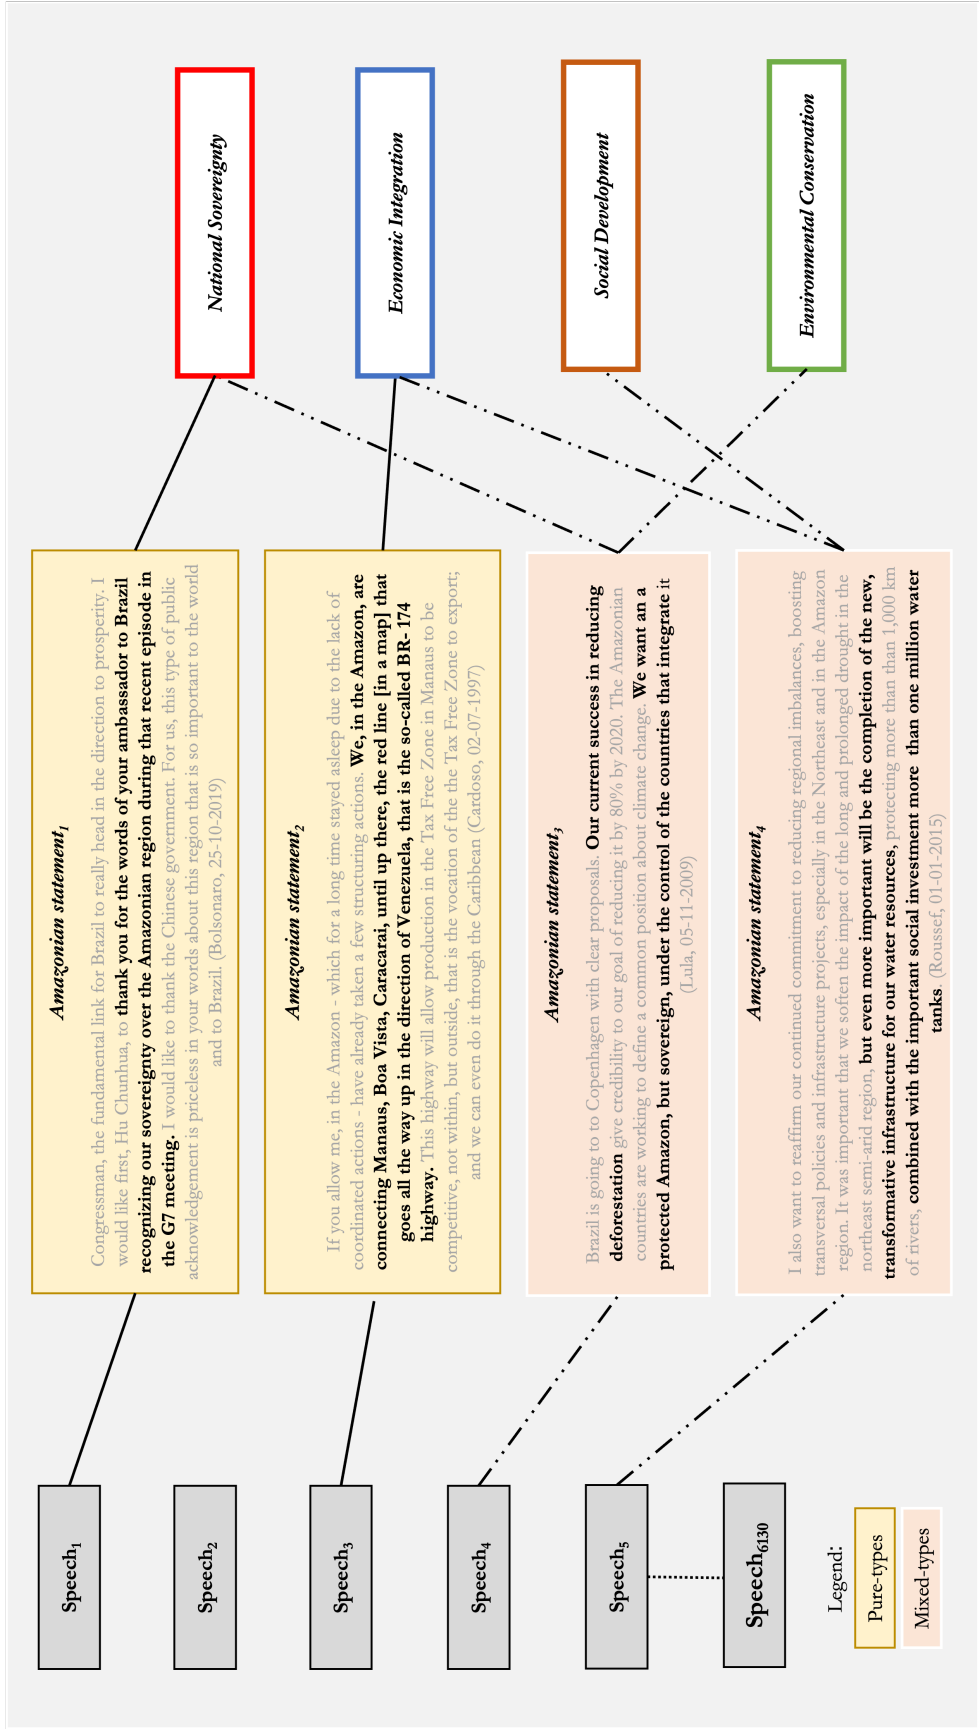 Speech1
Speech2
Speech3
Speech4
Speech5
Speech6130
Legend:
Pure-types
Mixed-types
Amazonian statement1
Congressman, the fundamental link for Brazil to really head in the direction to prosperity. I
would like first, Hu Chunhua, to thank you for the words of your ambassador to Brazil
recognizing our sovereignty over the Amazonian region during that recent episode in
the G7 meeting. I would like to thank the Chinese government. For us, this type of public
acknowledgement is priceless in your words about this region that is so important to the world
and to Brazil. (Bolsonaro, 25-10-2019)
Amazonian statement2
If you allow me, in the Amazon - which for a long time stayed asleep due to the lack of
coordinated actions - have already taken a few structuring actions. We, in the Amazon, are
connecting Manaus, Boa Vista, Caracarai, until up there, the red line [in a map] that
goes all the way up in the direction of Venezuela, that is the so-called BR- 174
highway. This highway will allow production in the Tax Free Zone in Manaus to be
competitive, not within, but outside, that is the vocation of the the Tax Free Zone to export;
and we can even do it through the Caribbean (Cardoso, 02-07-1997)
Amazonian statement3
Brazil is going to to Copenhagen with clear proposals. Our current success in reducing
deforestation give credibility to our goal of reducing it by 80% by 2020. The Amazonian
countries are working to define a common position about climate change. We want an a
protected Amazon, but sovereign, under the control of the countries that integrate it
(Lula, 05-11-2009)
Amazonian statement4
I also want to reaffirm our continued commitment to reducing regional imbalances, boosting
transversal policies and infrastructure projects, especially in the Northeast and in the Amazon
region. It was important that we soften the impact of the long and prolonged drought in the
northeast semi-arid region, but even more important will be the completion of the new,
transformative infrastructure for our water resources, protecting more than than 1,000 km
of rivers, combined with the important social investment more than one million water
tanks. (Roussef, 01-01-2015)
National Sovereignty
Economic Integration
Social Development
Environmental Conservation